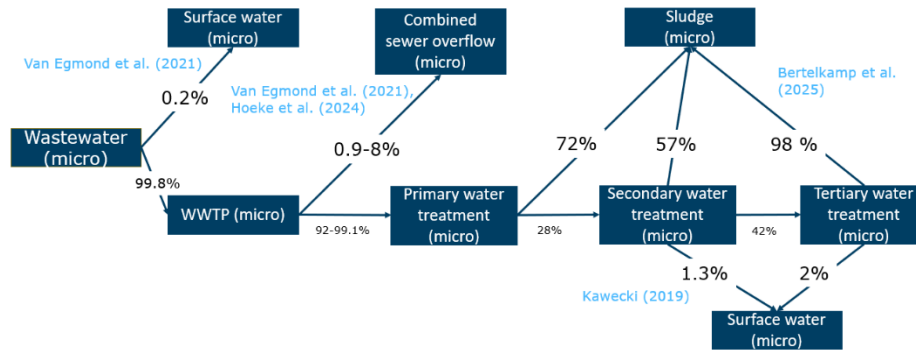 Surface water
(micro)
Combined
sewer overflow
(micro)
Sludge
(micro)
Van Egmond et al. (2021)
Van Egmond et al. (2021),
Hoeke et al. (2024)
Bertelkamp et al.
(2025)
0.2%
Wastewater
(micro)
0.9-8%
72%
57%
98 %
99.8%
WWTP (micro)
Primary water
treatment
(micro)
Secondary water
treatment
(micro)
Tertiary water
treatment
(micro)
92-99.1%
28%
42%
1.3%
2%
Kawecki (2019)
Surface water
(micro)